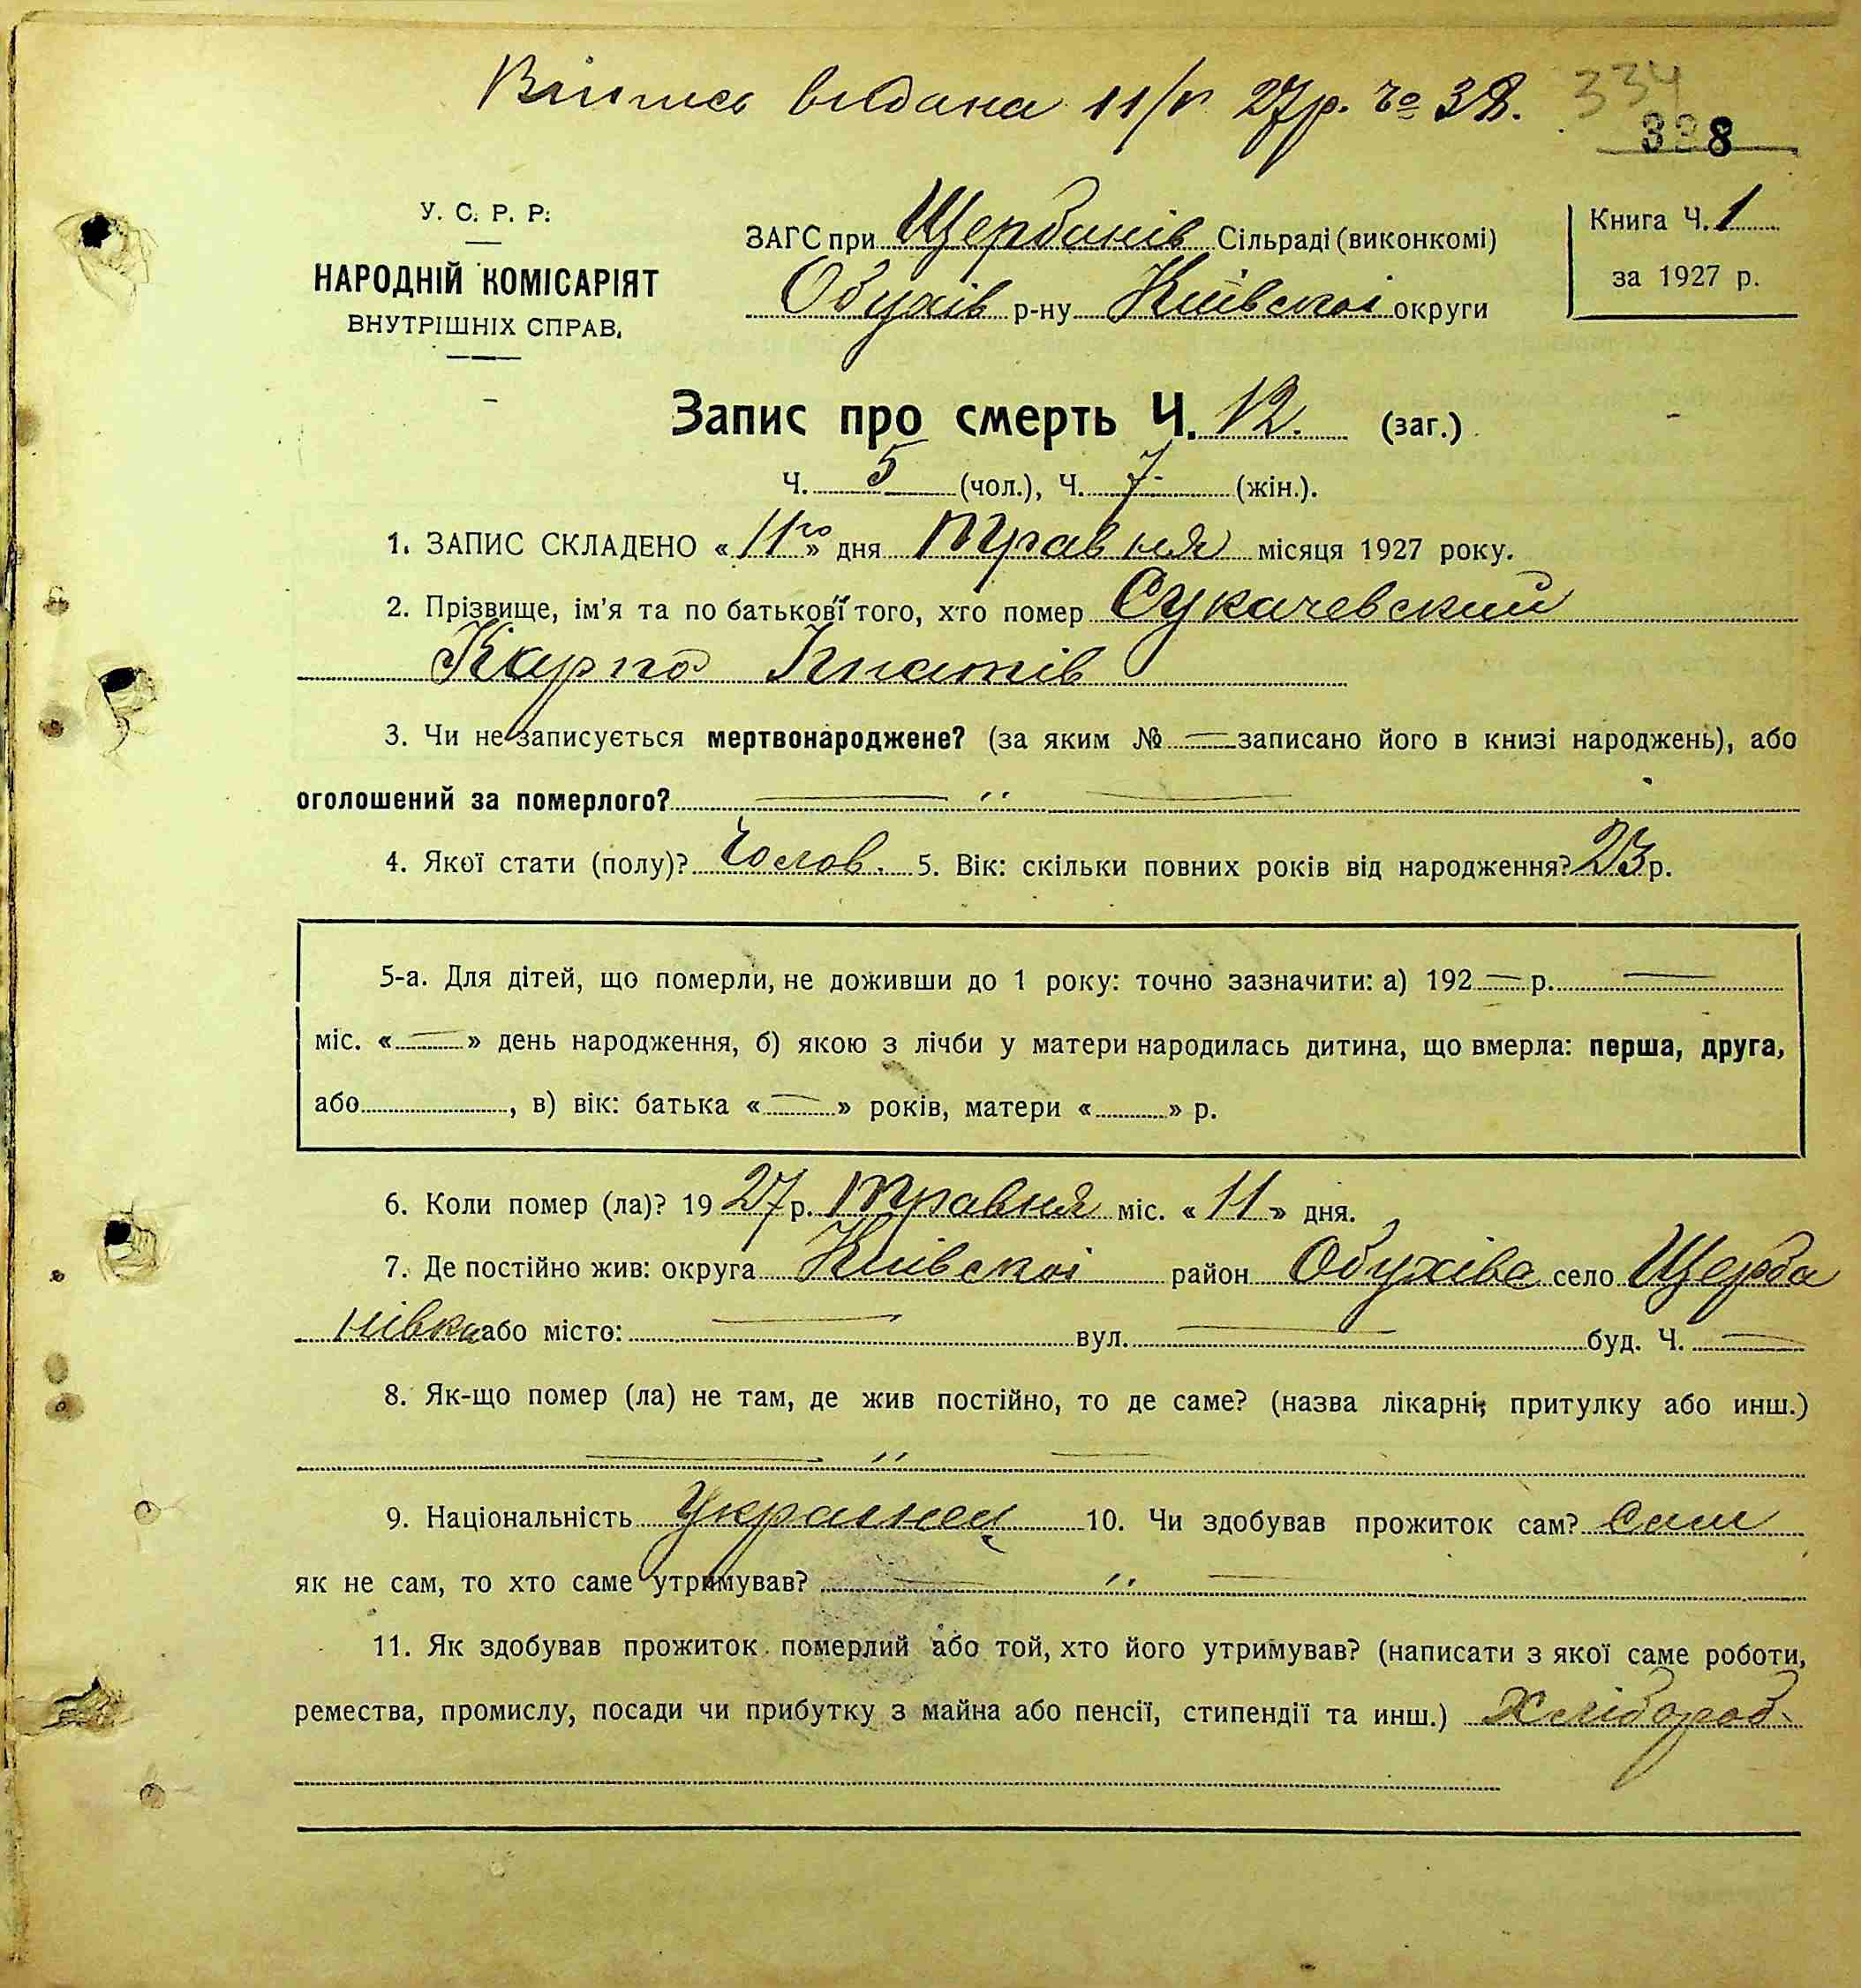 Випись видана 11/V 27р. Чо 38.
334
338
У. С. Р. Р.
НАРОДНІЙ КОМІСАРІЯТ
ВНУТРІШНІХ СПРАВ.
ЗАГС при Щербанів Сільраді (виконкомі)
Обухів р-ну Київскоі округи
Книга Ч. 1
за 1927 р.
Запис про смерть Ч. 12. (заг.)
Ч. 5 (чол.), Ч. 7 (жін.).
1. ЗАПИС СКЛАДЕНО «11го» дня Травня місяця 1927 року.
2. Прізвище, ім'я та по батькові того, хто помер Сукачевский
Карпо Гнатів
3. Чи не записується мертвонароджене? (за яким № — записано його в книзі народжень), або
оголошений за померлого? — ,, —
4. Якої стати (полу)? Чолов. 5. Вік: скільки повних років від народження? 23 р.
5-а. Для дітей, що померли, не доживши до 1 року: точно зазначити: а) 192 — р. —
міс. « — » день народження, б) якою з лічби у матери народилась дитина, що вмерла: перша, друга,
або ........, в) вік: батька « — » років, матери « ..... » р.
6. Коли помер (ла)? 19 27 р. Травня міс. « 11 » дня.
7. Де постійно жив: округа Київскоі район Обухівa село Щерба
нівка або місто: — вул. — буд. Ч. —
8. Як-що помер (ла) не там, де жив постійно, то де саме? (назва лікарні, притулку або инш.)
— ,, —
9. Національність Украінец 10. Чи здобував прожиток сам? Сам
як не сам, то хто саме утримував? — ,, —
11. Як здобував прожиток померлий або той, хто його утримував? (написати з якої саме роботи,
ремества, промислу, посади чи прибутку з майна або пенсії, стипендії та инш.) Хлібороб.